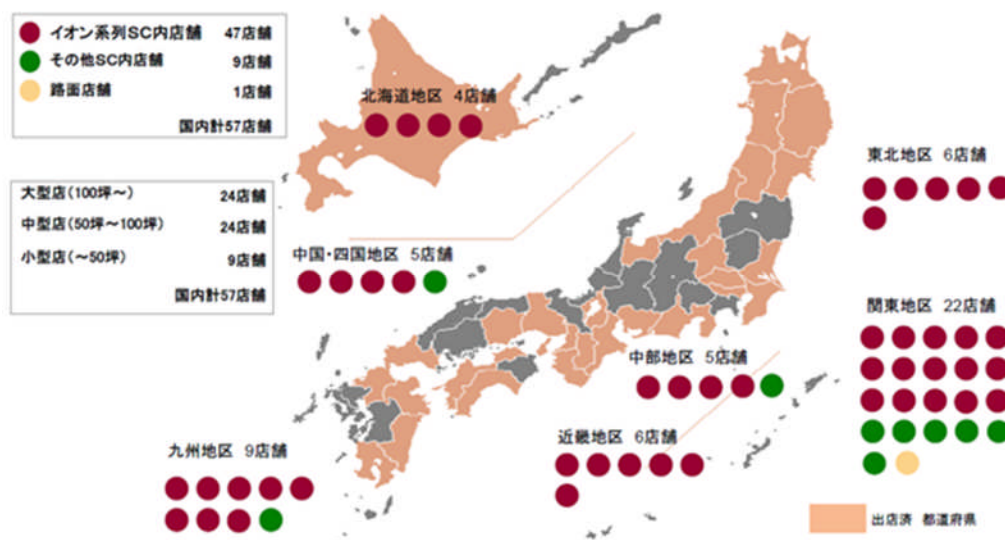 イオン系列SC内店舗 47店舗
その他SC内店舗 9店舗
路面店舗 1店舗
国内計57店舗
大型店(100坪~) 24店舗
中型店(50坪~100坪) 24店舗
小型店(~50坪) 9店舗
国内計57店舗
北海道地区 4店舗
東北地区 6店舗
中国・四国地区 5店舗
関東地区 22店舗
中部地区 5店舗
近畿地区 6店舗
九州地区 9店舗
出店済 都道府県